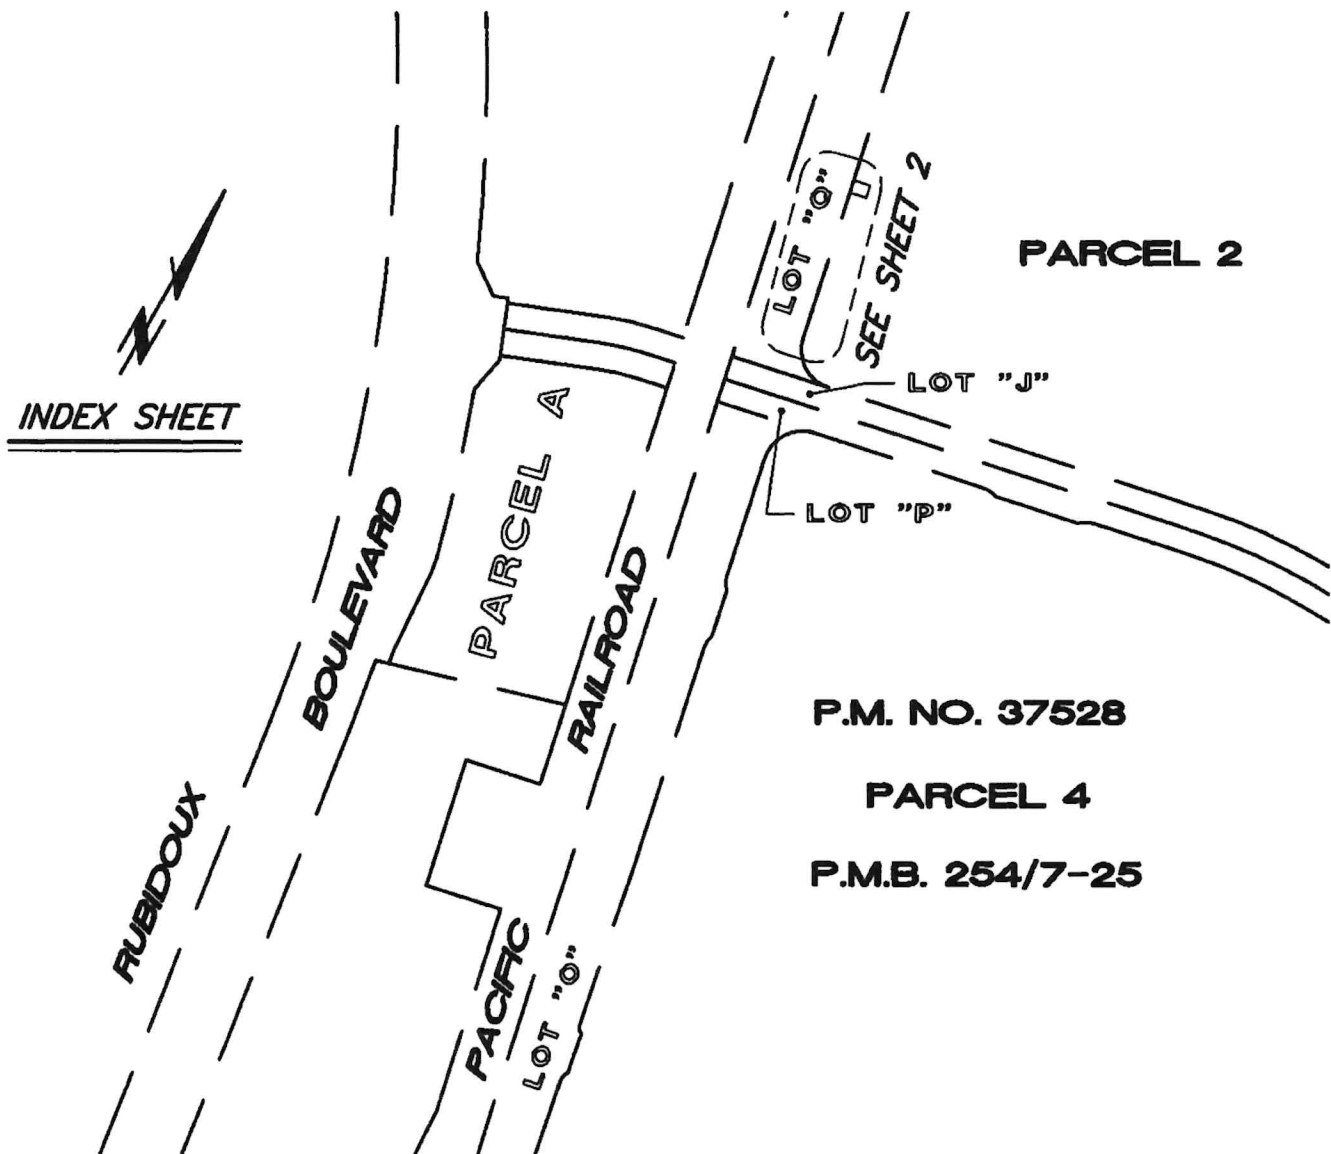 LOT "Q"
SEE SHEET 2
PARCEL 2
INDEX SHEET
LOT "J"
PARCEL A
LOT "P"
RUBIDOUX BOULEVARD
PACIFIC RAILROAD
P.M. NO. 37528
PARCEL 4
P.M.B. 254/7-25
LOT "O"